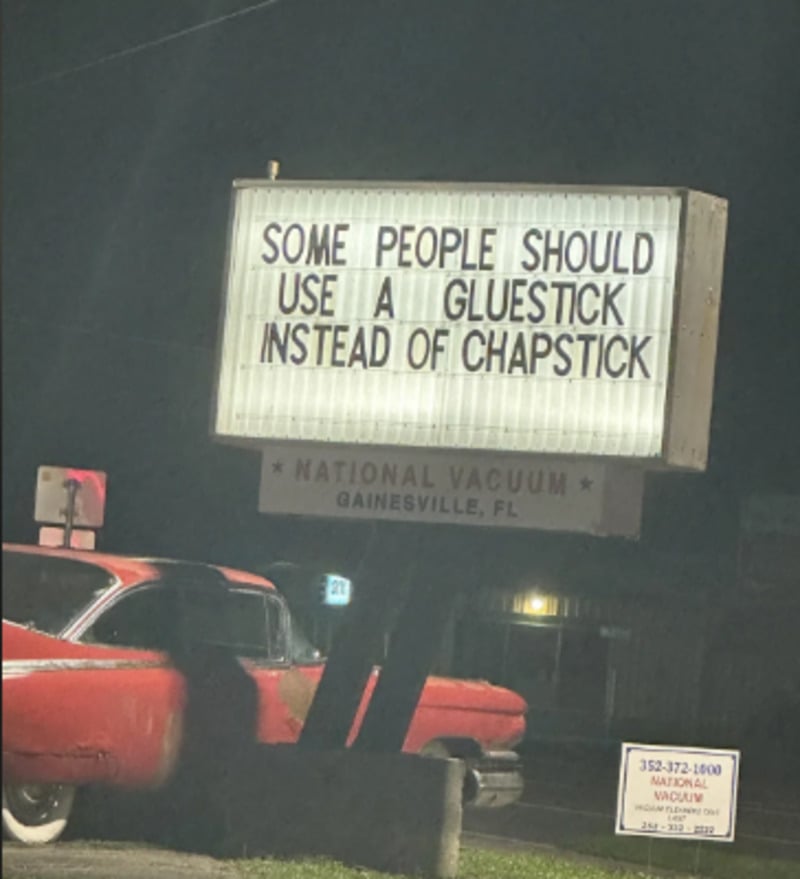 SOME PEOPLE SHOULD
USE A GLUESTICK
INSTEAD OF CHAPSTICK
★ NATIONAL VACUUM ★
GAINESVILLE, FL
352-372-1000
NATIONAL
VACUUM